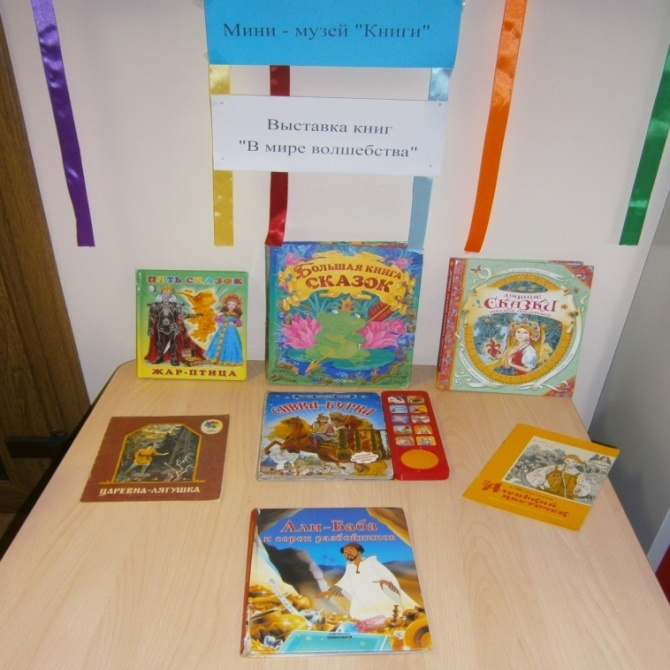 Мини - музей "Книги"
Выставка книг
"В мире волшебства"
ПЯТЬ СКАЗОК
ЖАР-ПТИЦА
БОЛЬШАЯ КНИГА
СКАЗОК
СКАЗКИ
СИВКА-БУРКА
ЦАРЕВНА-ЛЯГУШКА
Аленький
цветочек
Али-Баба
и сорок разбойников